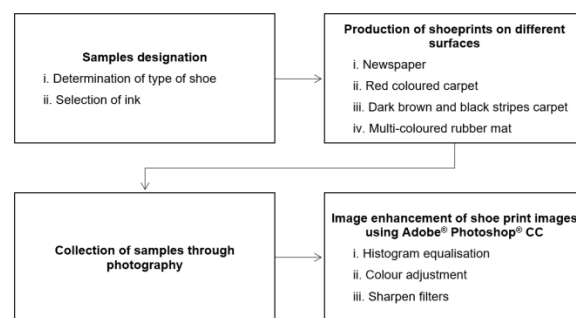 Samples designation
i. Determination of type of shoe
ii. Selection of ink
Production of shoeprints on different
surfaces
i. Newspaper
ii. Red coloured carpet
iii. Dark brown and black stripes carpet
iv. Multi-coloured rubber mat
Collection of samples through
photography
Image enhancement of shoe print images
using Adobe® Photoshop® CC
i. Histogram equalisation
ii. Colour adjustment
iii. Sharpen filters